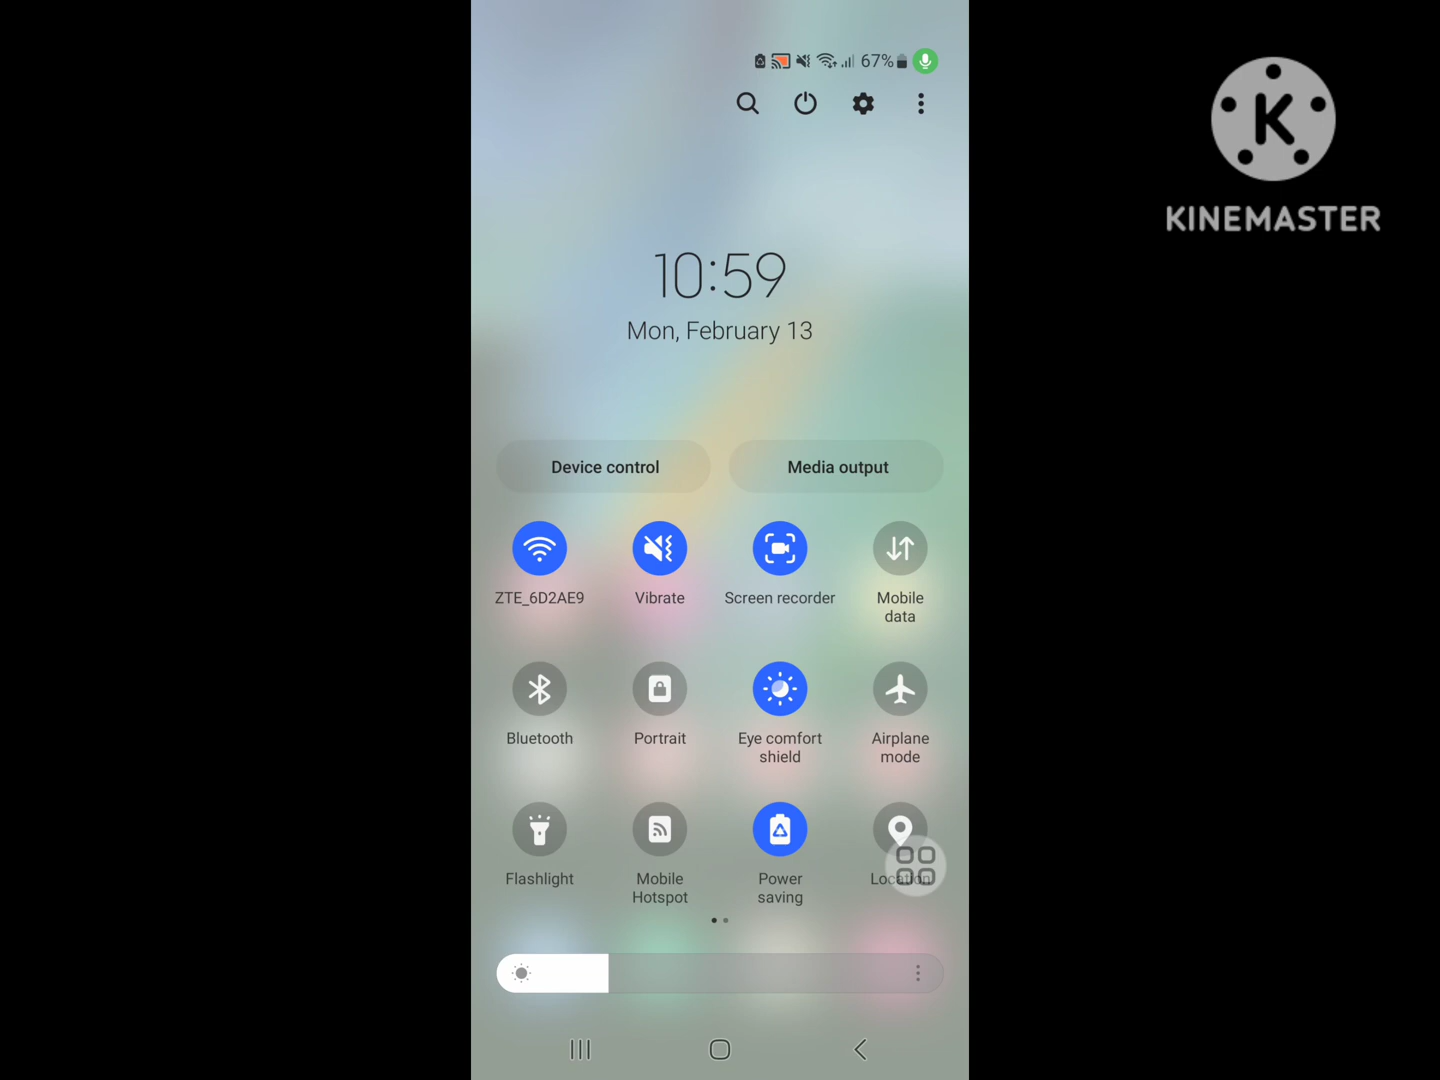 67%
K
KINEMASTER
10:59
Mon, February 13
Device control
Media output
ZTE_6D2AE9
Vibrate
Screen recorder
Mobile
data
Bluetooth
Portrait
Eye comfort
shield
Airplane
mode
Flashlight
Mobile
Hotspot
Power
saving
Location